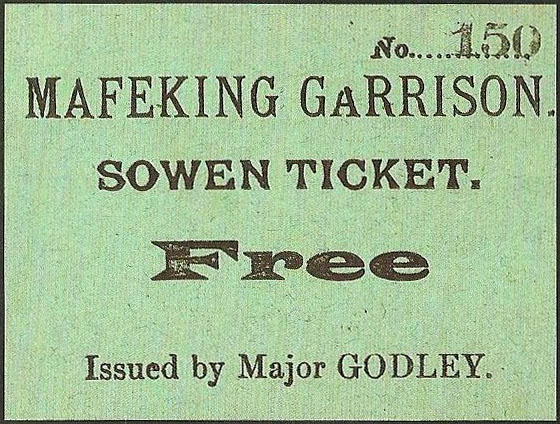 No..............150
MAFEKING GARRISON.
SOWEN TICKET.
Free
Issued by Major GODLEY.